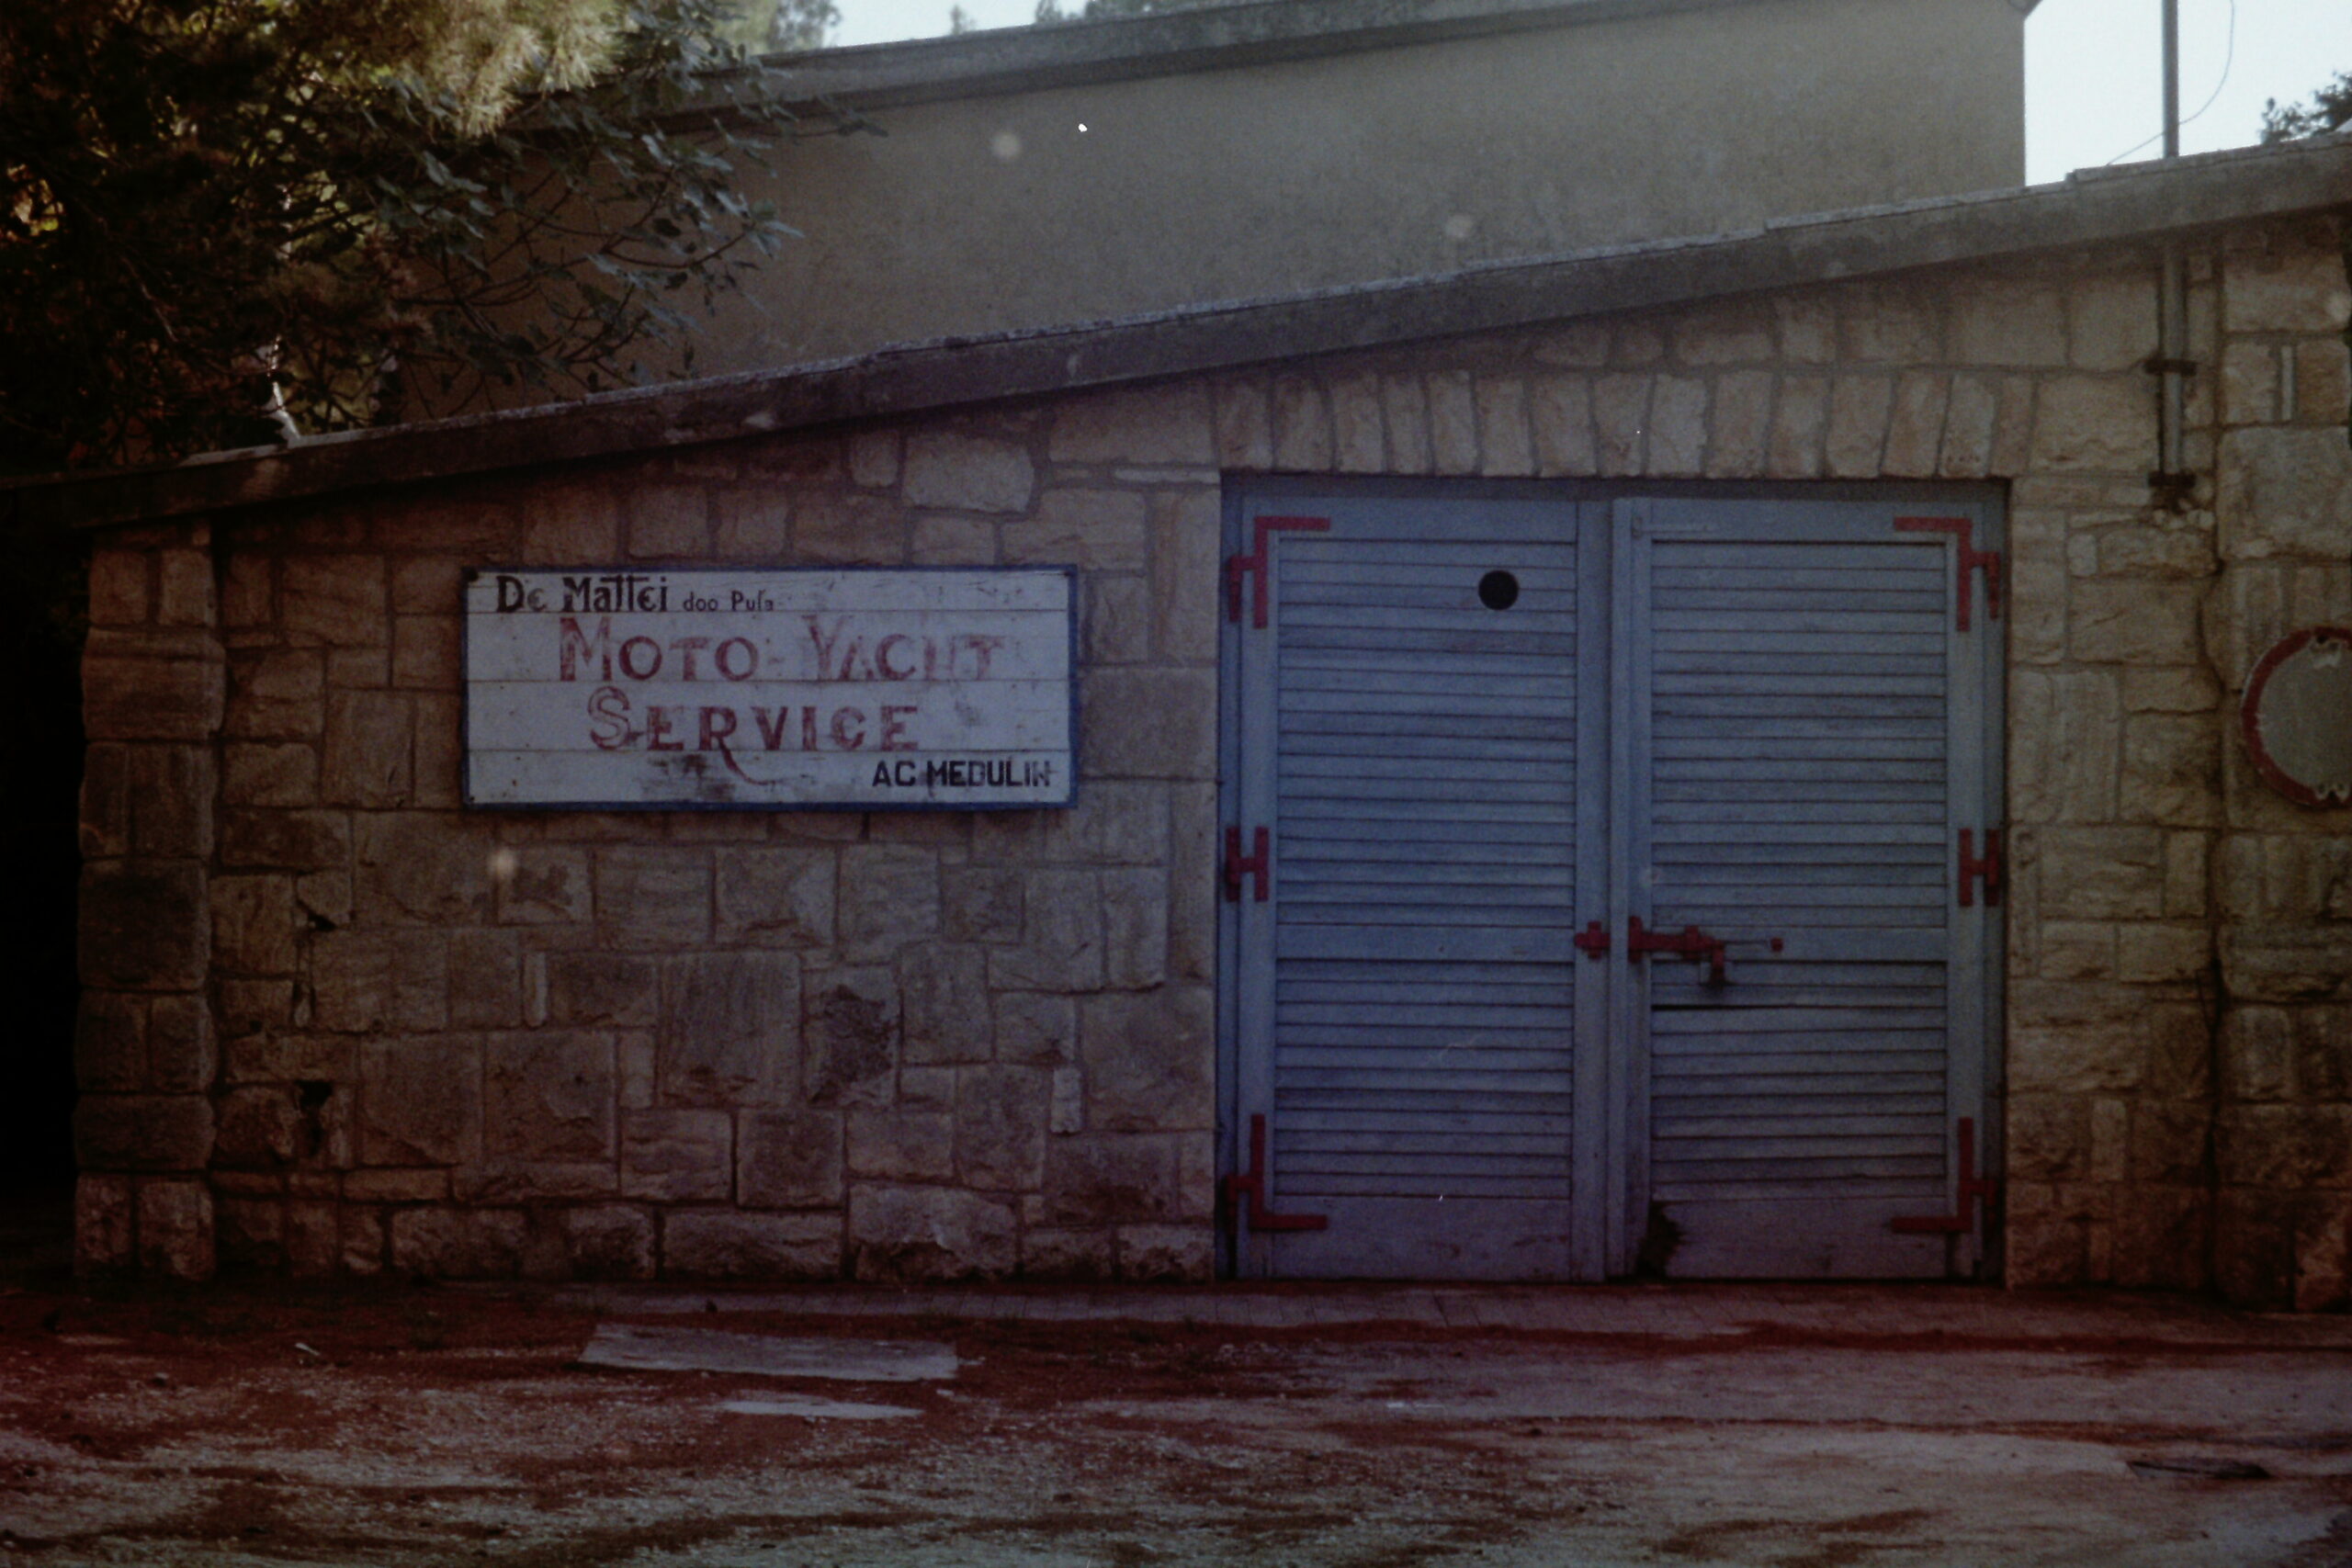 De Mattei doo Pula
MOTO-YACHT
SERVICE
AC MEDULIN